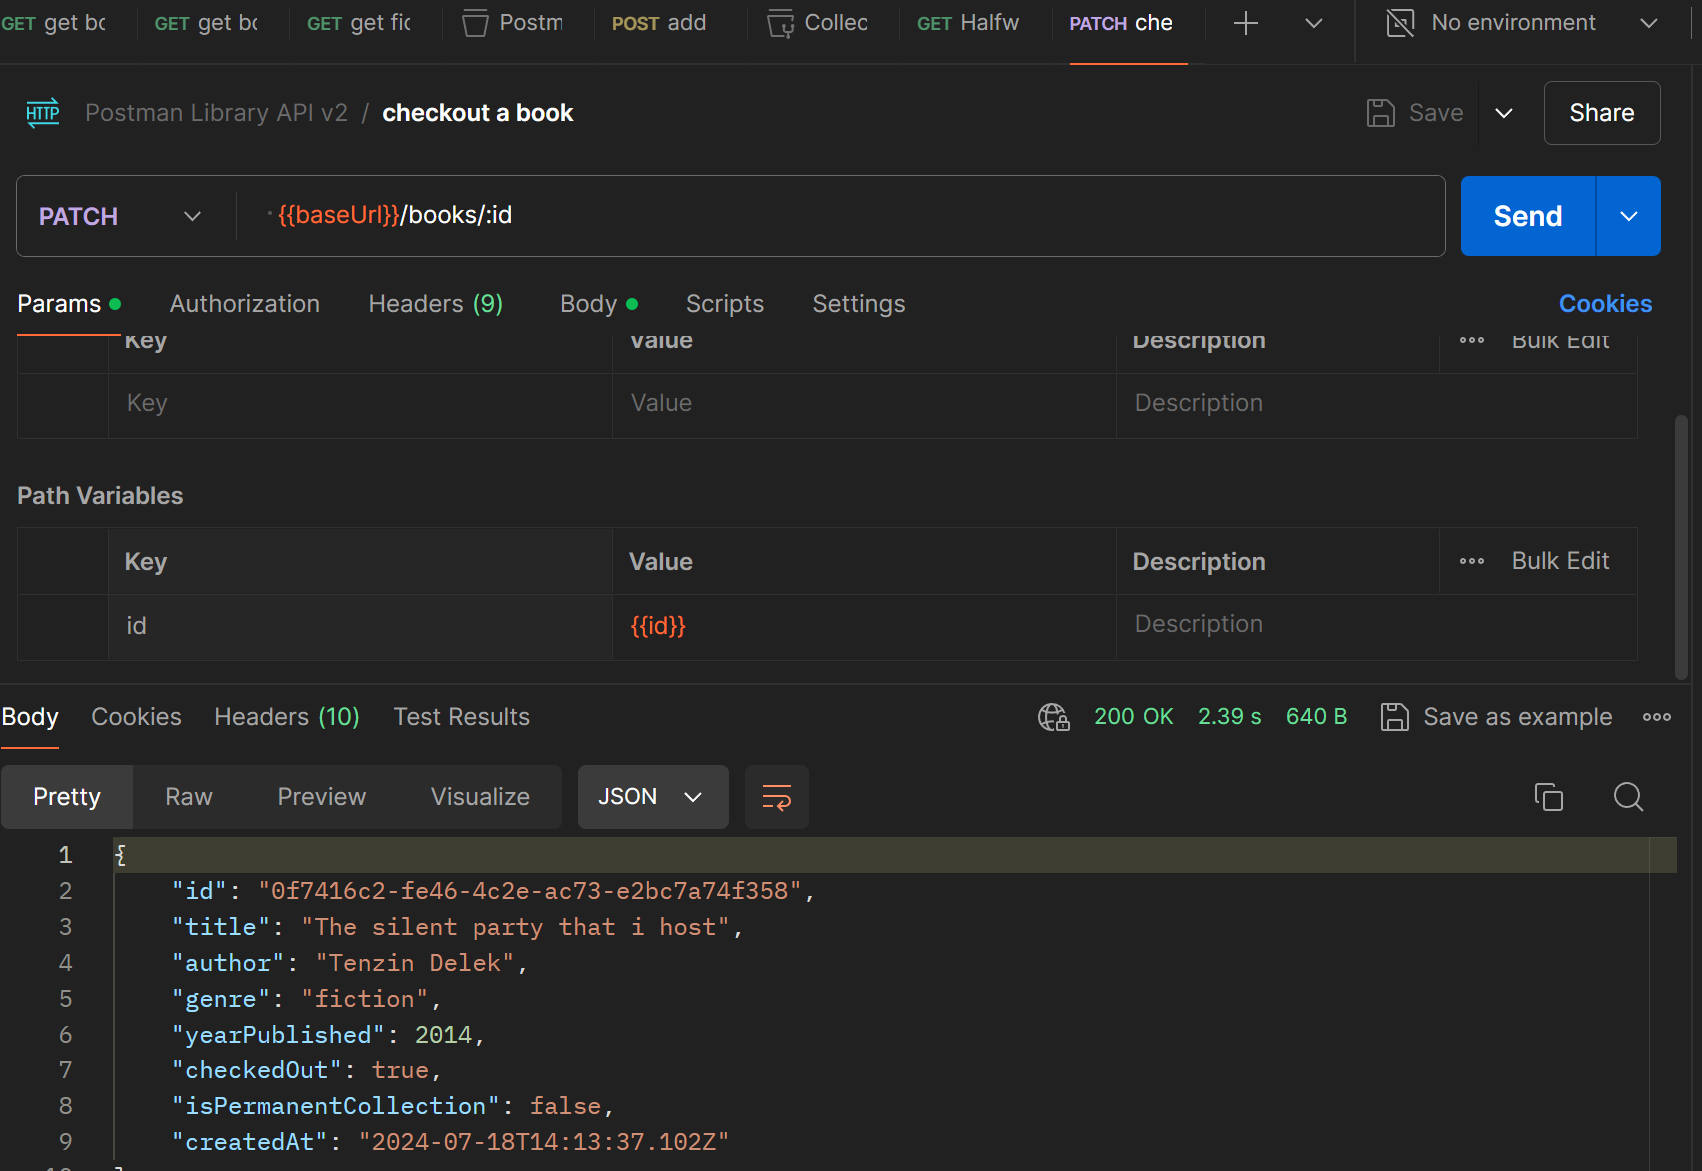 GET get bo GET get bo GET get fic Postm POST add Collec GET Halfw PATCH che No environment
HTTP Postman Library API v2 / checkout a book Save Share
PATCH {{baseUrl}}/books/:id Send
Params Authorization Headers (9) Body Scripts Settings Cookies
Key Value Description Bulk Edit
Key Value Description
Path Variables
Key Value Description Bulk Edit
id {{id}} Description
Body Cookies Headers (10) Test Results 200 OK 2.39 s 640 B Save as example
Pretty Raw Preview Visualize JSON
1 {
2 "id": "0f7416c2-fe46-4c2e-ac73-e2bc7a74f358",
3 "title": "The silent party that i host",
4 "author": "Tenzin Delek",
5 "genre": "fiction",
6 "yearPublished": 2014,
7 "checkedOut": true,
8 "isPermanentCollection": false,
9 "createdAt": "2024-07-18T14:13:37.102Z"